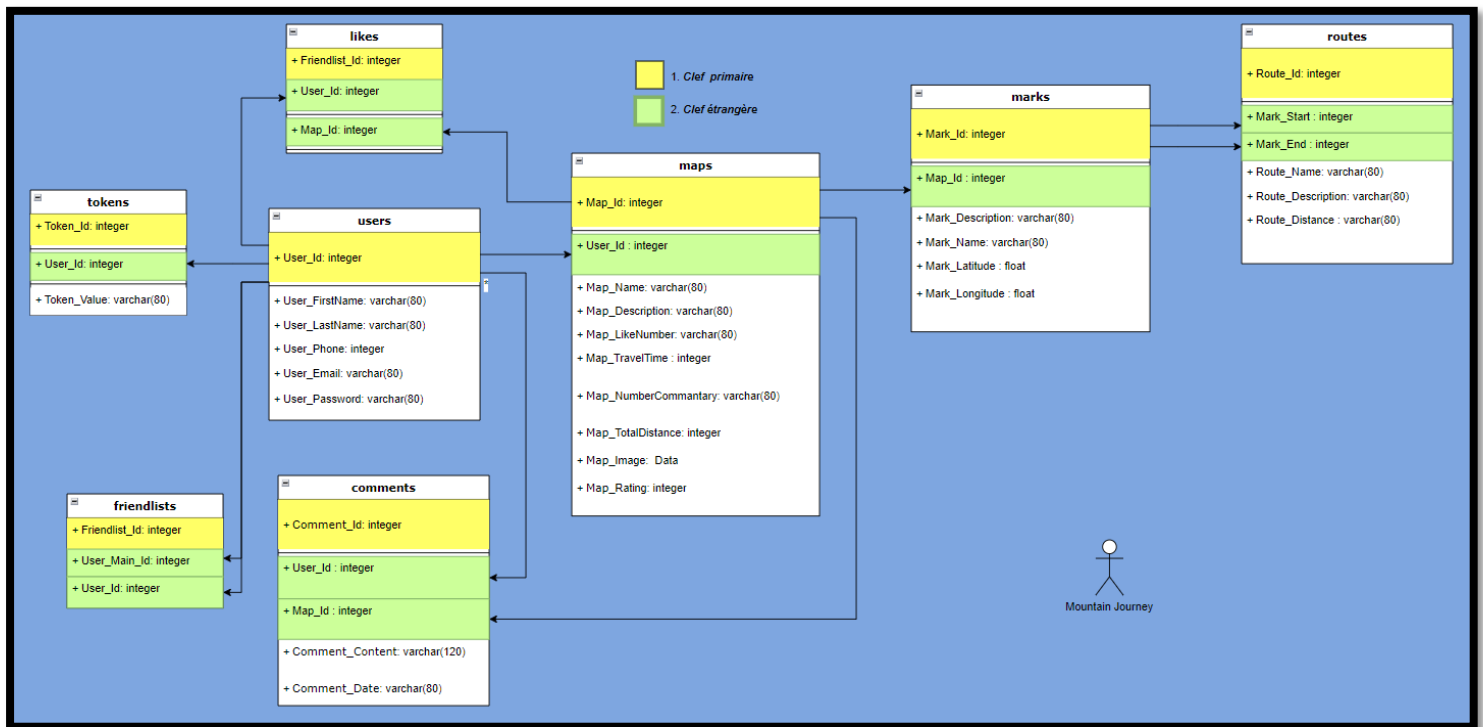 likes
+ Friendlist_Id: integer
+ User_Id: integer
+ Map_Id: integer
1. Clef primaire
2. Clef étrangère
routes
+ Route_Id: integer
+ Mark_Start : integer
+ Mark_End : integer
+ Route_Name: varchar(80)
+ Route_Description: varchar(80)
+ Route_Distance : varchar(80)
marks
+ Mark_Id: integer
+ Map_Id : integer
+ Mark_Description: varchar(80)
+ Mark_Name: varchar(80)
+ Mark_Latitude : float
+ Mark_Longitude : float
maps
+ Map_Id: integer
+ User_Id : integer
+ Map_Name: varchar(80)
+ Map_Description: varchar(80)
+ Map_LikeNumber: varchar(80)
+ Map_TravelTime : integer
+ Map_NumberCommantary: varchar(80)
+ Map_TotalDistance: integer
+ Map_Image: Data
+ Map_Rating: integer
tokens
+ Token_Id: integer
+ User_Id: integer
+ Token_Value: varchar(80)
users
+ User_Id: integer
*
+ User_FirstName: varchar(80)
+ User_LastName: varchar(80)
+ User_Phone: integer
+ User_Email: varchar(80)
+ User_Password: varchar(80)
friendlists
+ Friendlist_Id: integer
+ User_Main_Id: integer
+ User_Id: integer
comments
+ Comment_Id: integer
+ User_Id : integer
+ Map_Id : integer
+ Comment_Content: varchar(120)
+ Comment_Date: varchar(80)
Mountain Journey